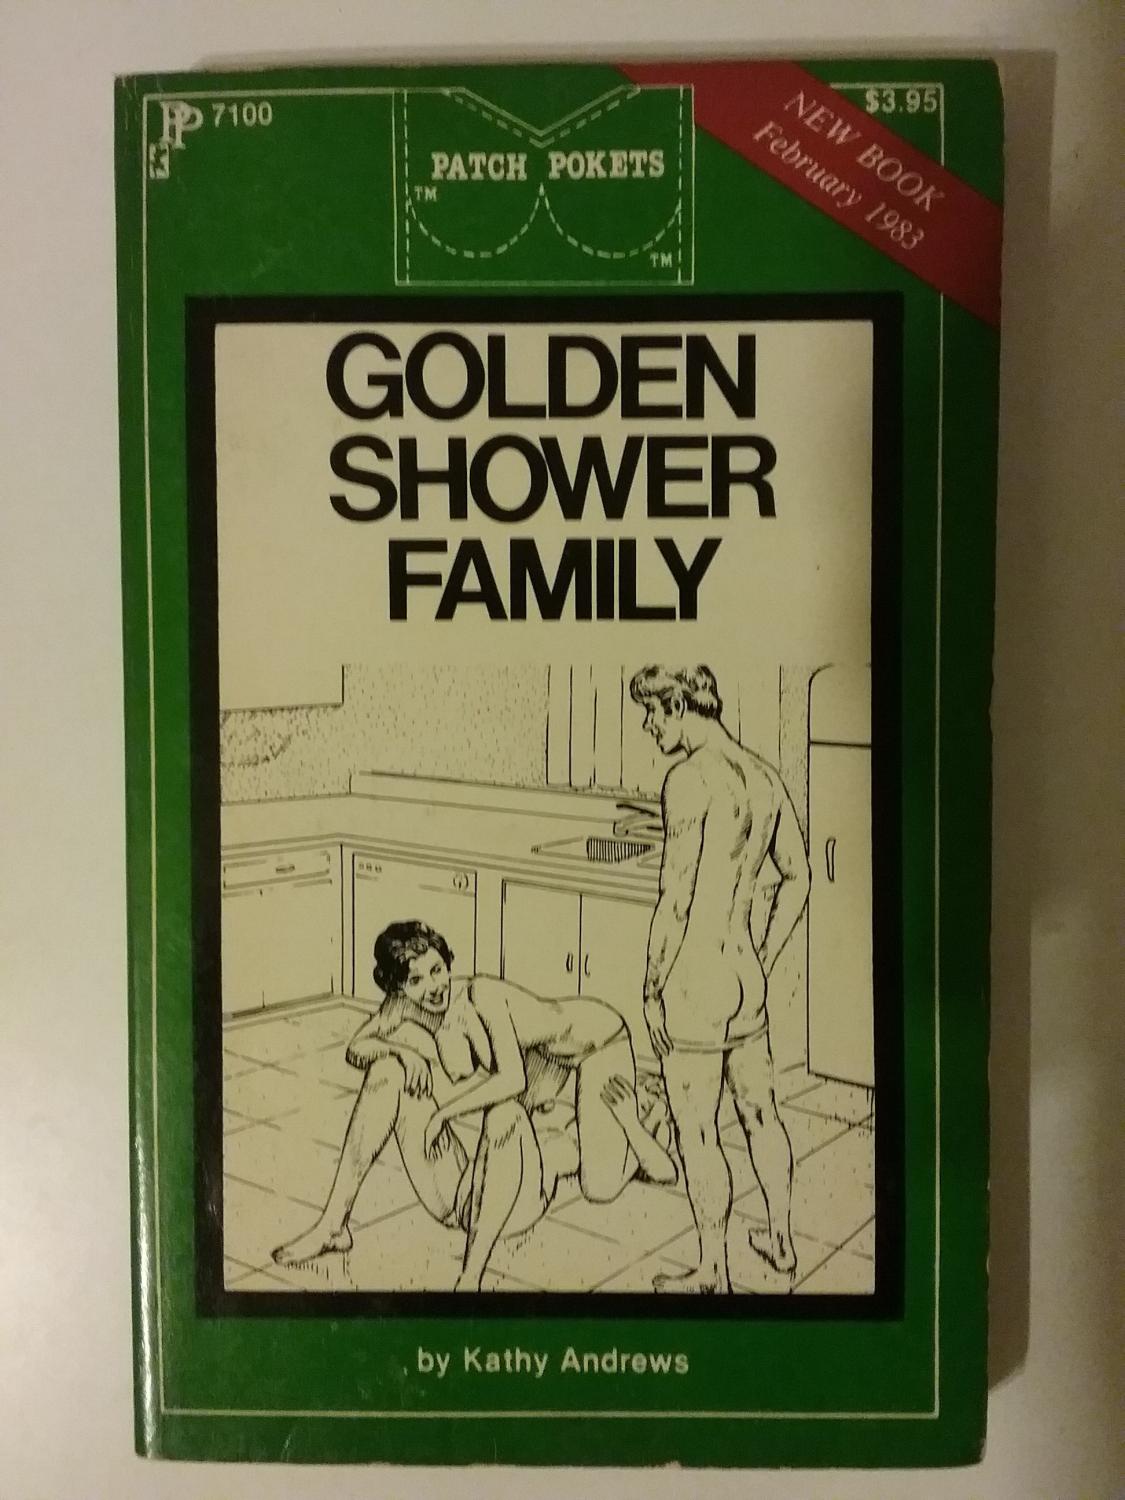 PP 7100
PATCH POKETS
TM
TM
$3.95
NEW BOOK
February 1983
GOLDEN
SHOWER
FAMILY
by Kathy Andrews